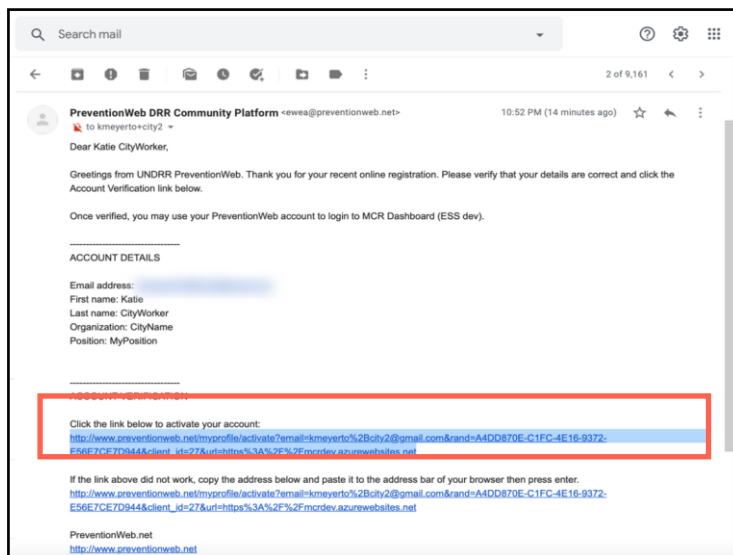 Search mail
2 of 9,161
PreventionWeb DRR Community Platform <ewea@preventionweb.net>
10:52 PM (14 minutes ago)
to kmeyerto+city2
Dear Katie CityWorker,
Greetings from UNDRR PreventionWeb. Thank you for your recent online registration. Please verify that your details are correct and click the
Account Verification link below.
Once verified, you may use your PreventionWeb account to login to MCR Dashboard (ESS dev).
---------------------------------
ACCOUNT DETAILS
Email address:
First name: Katie
Last name: CityWorker
Organization: CityName
Position: MyPosition
---------------------------------
ACCOUNT VERIFICATION
Click the link below to activate your account:
http://www.preventionweb.net/myprofile/activate?email=kmeyerto%2Bcity2@gmail.com&rand=A4DD870E-C1FC-4E16-9372-
E56E7CE7D944&client_id=27&url=https%3A%2F%2Fmcrdev.azurewebsites.net
If the link above did not work, copy the address below and paste it to the address bar of your browser then press enter.
http://www.preventionweb.net/myprofile/activate?email=kmeyerto%2Bcity2@gmail.com&rand=A4DD870E-C1FC-4E16-9372-
E56E7CE7D944&client_id=27&url=https%3A%2F%2Fmcrdev.azurewebsites.net
PreventionWeb.net
http://www.preventionweb.net